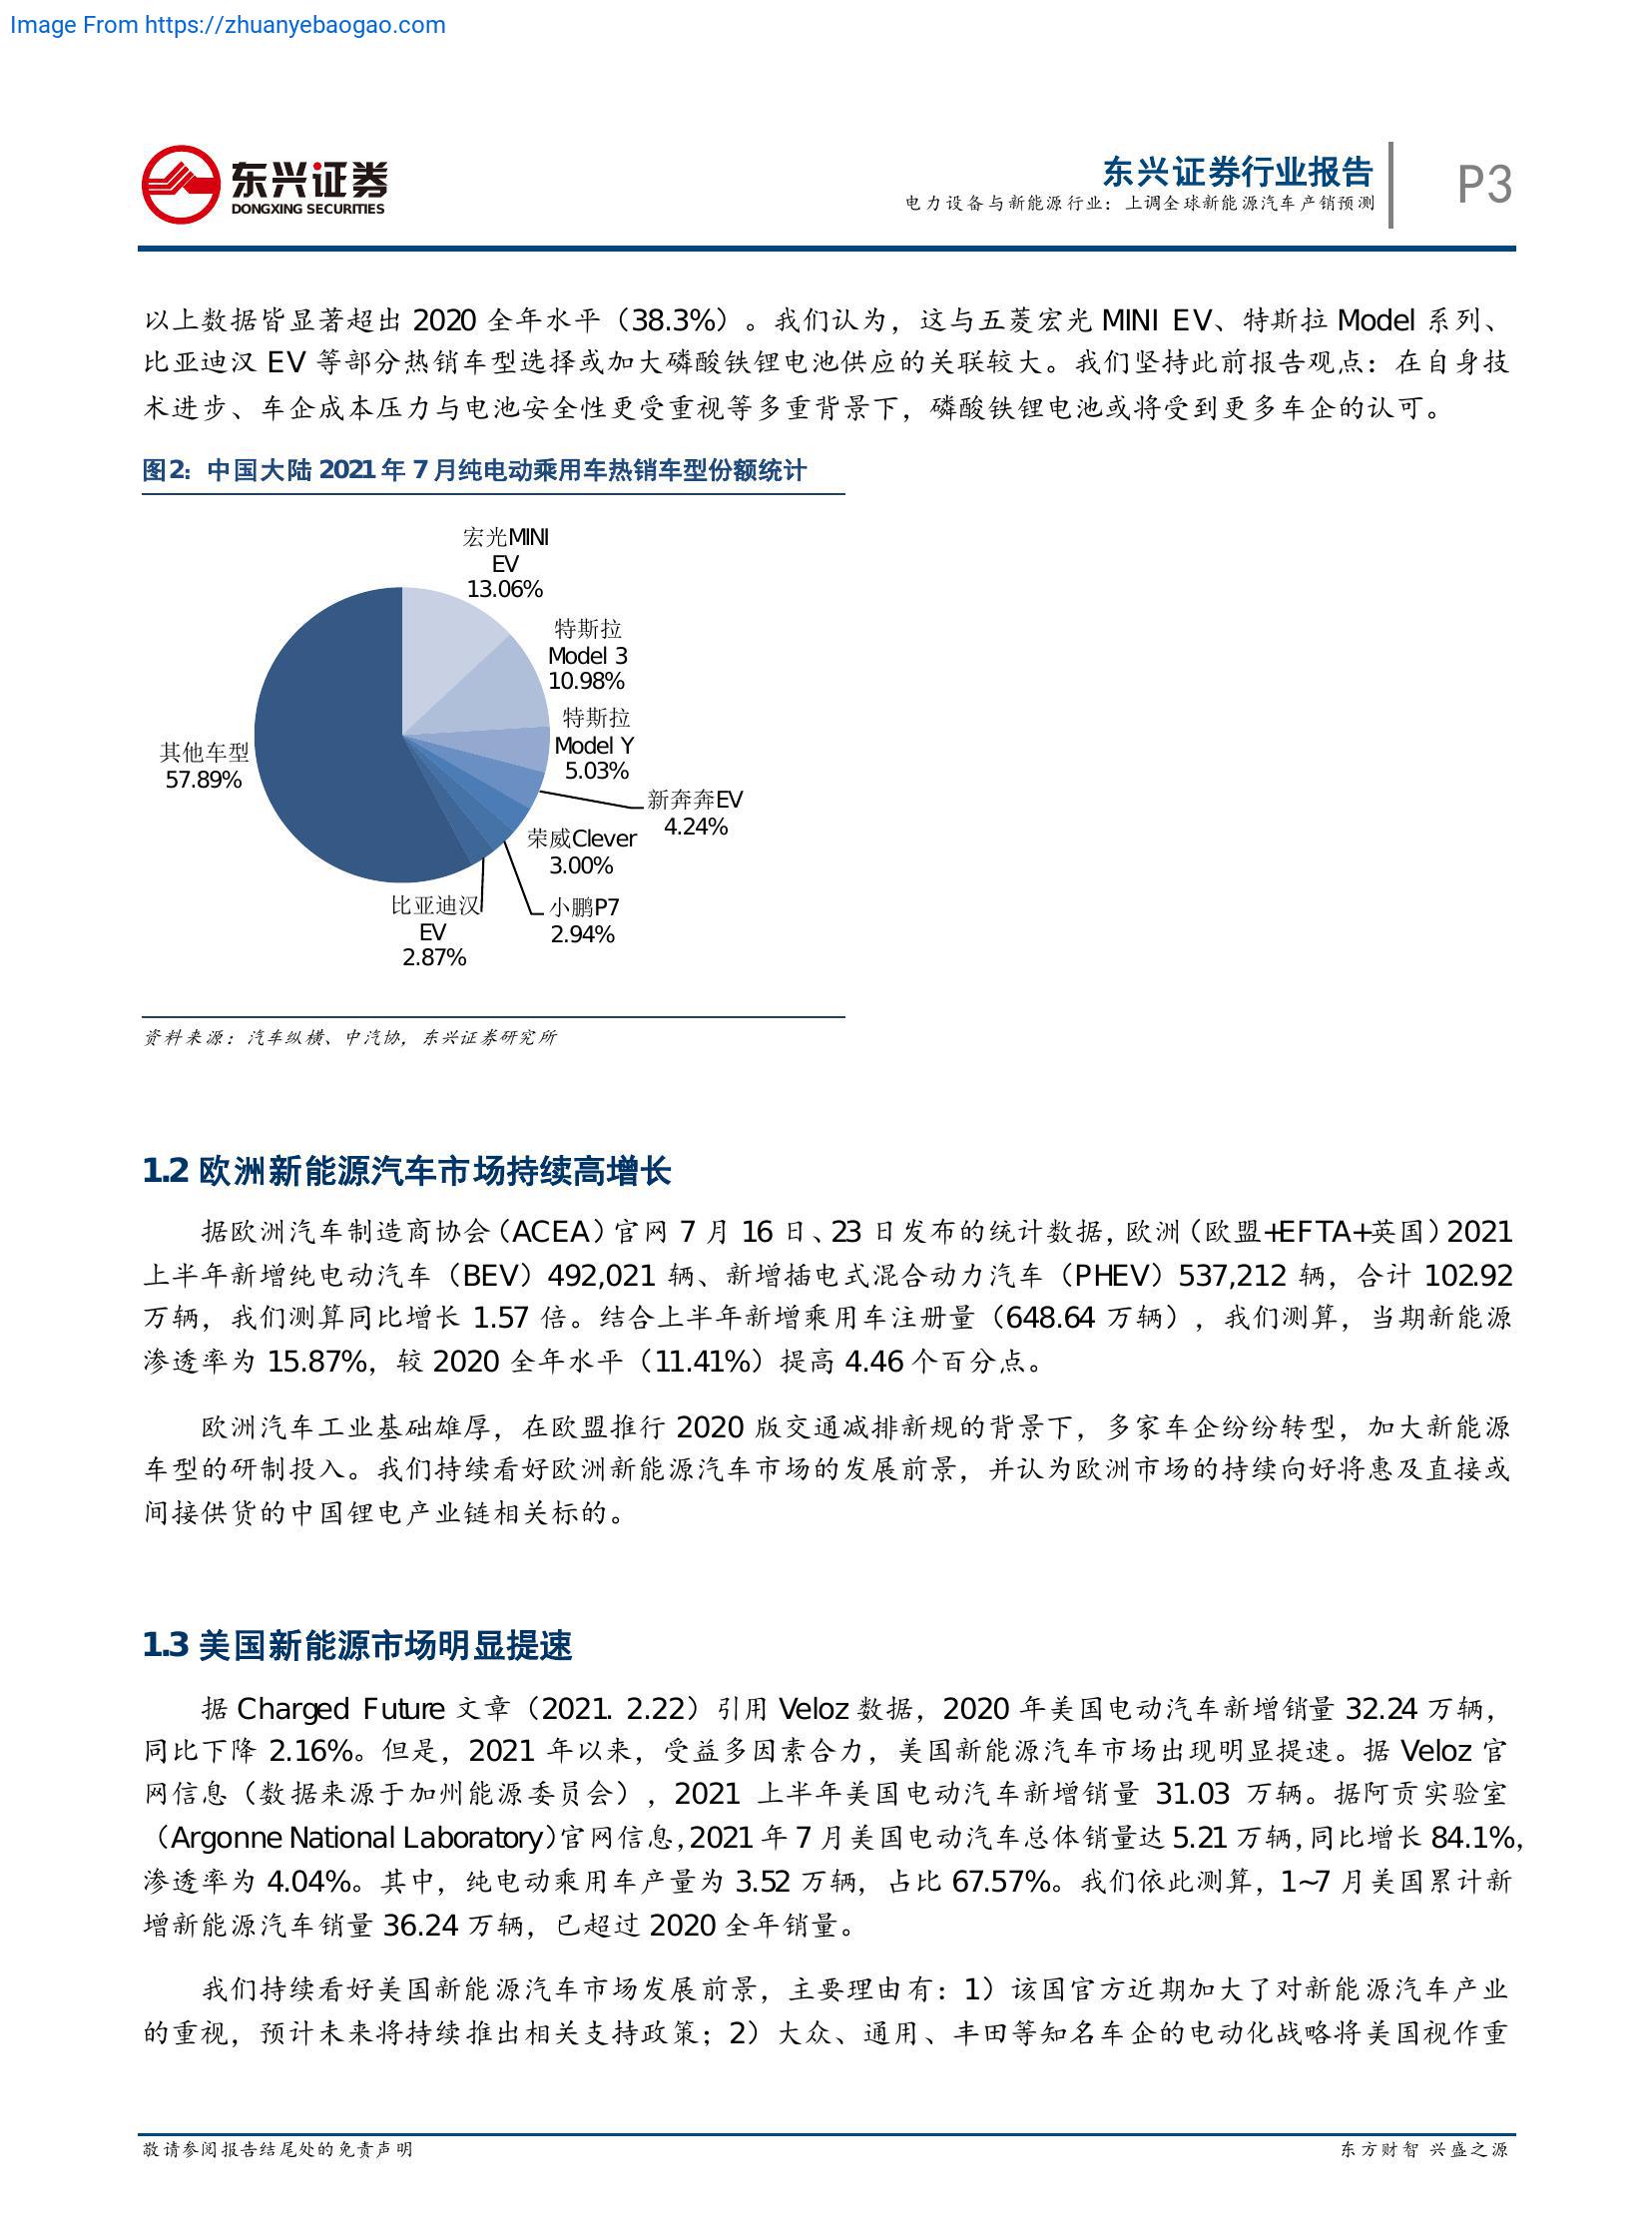 Image From https://zhuanyebaogao.com
东兴证券
DONGXING SECURITIES
东兴证券行业报告
电力设备与新能源行业：上调全球新能源汽车产销预测
P3
以上数据皆显著超出 2020 全年水平（38.3%）。我们认为，这与五菱宏光 MINI EV、特斯拉 Model 系列、
比亚迪汉 EV 等部分热销车型选择或加大磷酸铁锂电池供应的关联较大。我们坚持此前报告观点：在自身技
术进步、车企成本压力与电池安全性更受重视等多重背景下，磷酸铁锂电池或将受到更多车企的认可。
图2：中国大陆 2021 年 7 月纯电动乘用车热销车型份额统计
宏光MINI
EV
13.06%
特斯拉
Model 3
10.98%
特斯拉
Model Y
5.03%
新奔奔EV
4.24%
荣威Clever
3.00%
小鹏P7
2.94%
比亚迪汉
EV
2.87%
其他车型
57.89%
资料来源：汽车纵横、中汽协，东兴证券研究所
1.2 欧洲新能源汽车市场持续高增长
据欧洲汽车制造商协会（ACEA）官网 7 月 16 日、23 日发布的统计数据，欧洲（欧盟+EFTA+英国）2021
上半年新增纯电动汽车（BEV）492,021 辆、新增插电式混合动力汽车（PHEV）537,212 辆，合计 102.92
万辆，我们测算同比增长 1.57 倍。结合上半年新增乘用车注册量（648.64 万辆），我们测算，当期新能源
渗透率为 15.87%，较 2020 全年水平（11.41%）提高 4.46 个百分点。
欧洲汽车工业基础雄厚，在欧盟推行 2020 版交通减排新规的背景下，多家车企纷纷转型，加大新能源
车型的研制投入。我们持续看好欧洲新能源汽车市场的发展前景，并认为欧洲市场的持续向好将惠及直接或
间接供货的中国锂电产业链相关标的。
1.3 美国新能源市场明显提速
据 Charged Future 文章（2021. 2.22）引用 Veloz 数据，2020 年美国电动汽车新增销量 32.24 万辆，
同比下降 2.16%。但是，2021 年以来，受益多因素合力，美国新能源汽车市场出现明显提速。据 Veloz 官
网信息（数据来源于加州能源委员会），2021 上半年美国电动汽车新增销量 31.03 万辆。据阿贡实验室
（Argonne National Laboratory）官网信息，2021 年 7 月美国电动汽车总体销量达 5.21 万辆，同比增长 84.1%，
渗透率为 4.04%。其中，纯电动乘用车产量为 3.52 万辆，占比 67.57%。我们依此测算，1~7 月美国累计新
增新能源汽车销量 36.24 万辆，已超过 2020 全年销量。
我们持续看好美国新能源汽车市场发展前景，主要理由有：1）该国官方近期加大了对新能源汽车产业
的重视，预计未来将持续推出相关支持政策；2）大众、通用、丰田等知名车企的电动化战略将美国视作重
敬请参阅报告结尾处的免责声明
东方财智 兴盛之源